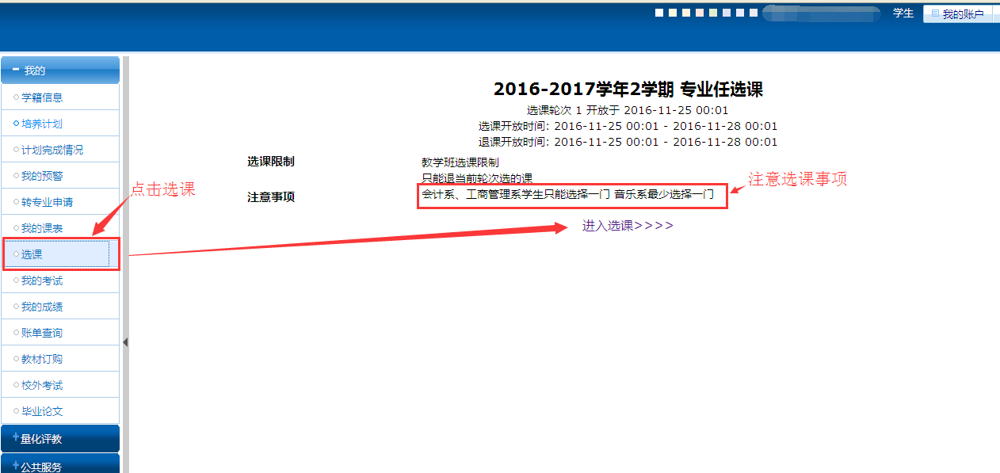 学生
我的账户
我的
学籍信息
培养计划
计划完成情况
我的预警
转专业申请
我的课表
选课
我的考试
我的成绩
账单查询
教材订购
校外考试
毕业论文
量化评教
公共服务
点击选课
2016-2017学年2学期 专业任选课
选课轮次 1 开放于 2016-11-25 00:01
选课开放时间: 2016-11-25 00:01 - 2016-11-28 00:01
退课开放时间: 2016-11-25 00:01 - 2016-11-28 00:01
选课限制
教学班选课限制
只能退当前轮次选的课
注意事项
会计系、工商管理系学生只能选择一门 音乐系最少选择一门
注意选课事项
进入选课>>>>